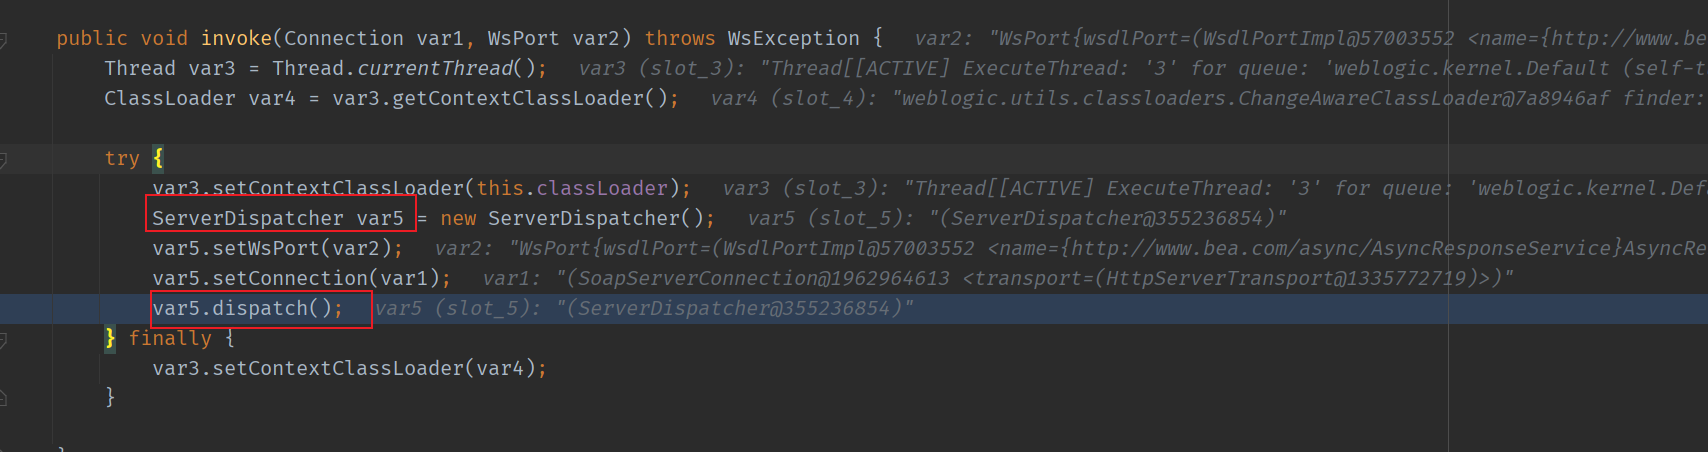 public void invoke(Connection var1, WsPort var2) throws WsException {   var2: "WsPort{wsdlPort=(WsdlPortImpl@57003552 <name={http://www.be
Thread var3 = Thread.currentThread();   var3 (slot_3): "Thread[[ACTIVE] ExecuteThread: '3' for queue: 'weblogic.kernel.Default (self-t
ClassLoader var4 = var3.getContextClassLoader();   var4 (slot_4): "weblogic.utils.classloaders.ChangeAwareClassLoader@7a8946af finder:
try {
var3.setContextClassLoader(this.classLoader);   var3 (slot_3): "Thread[[ACTIVE] ExecuteThread: '3' for queue: 'weblogic.kernel.Def
ServerDispatcher var5 = new ServerDispatcher();   var5 (slot_5): "(ServerDispatcher@355236854)"
var5.setWsPort(var2);   var2: "WsPort{wsdlPort=(WsdlPortImpl@57003552 <name={http://www.bea.com/async/AsyncResponseService}AsyncRe
var5.setConnection(var1);   var1: "(SoapServerConnection@1962964613 <transport=(HttpServerTransport@1335772719)>)"
var5.dispatch();   var5 (slot_5): "(ServerDispatcher@355236854)"
} finally {
var3.setContextClassLoader(var4);
}